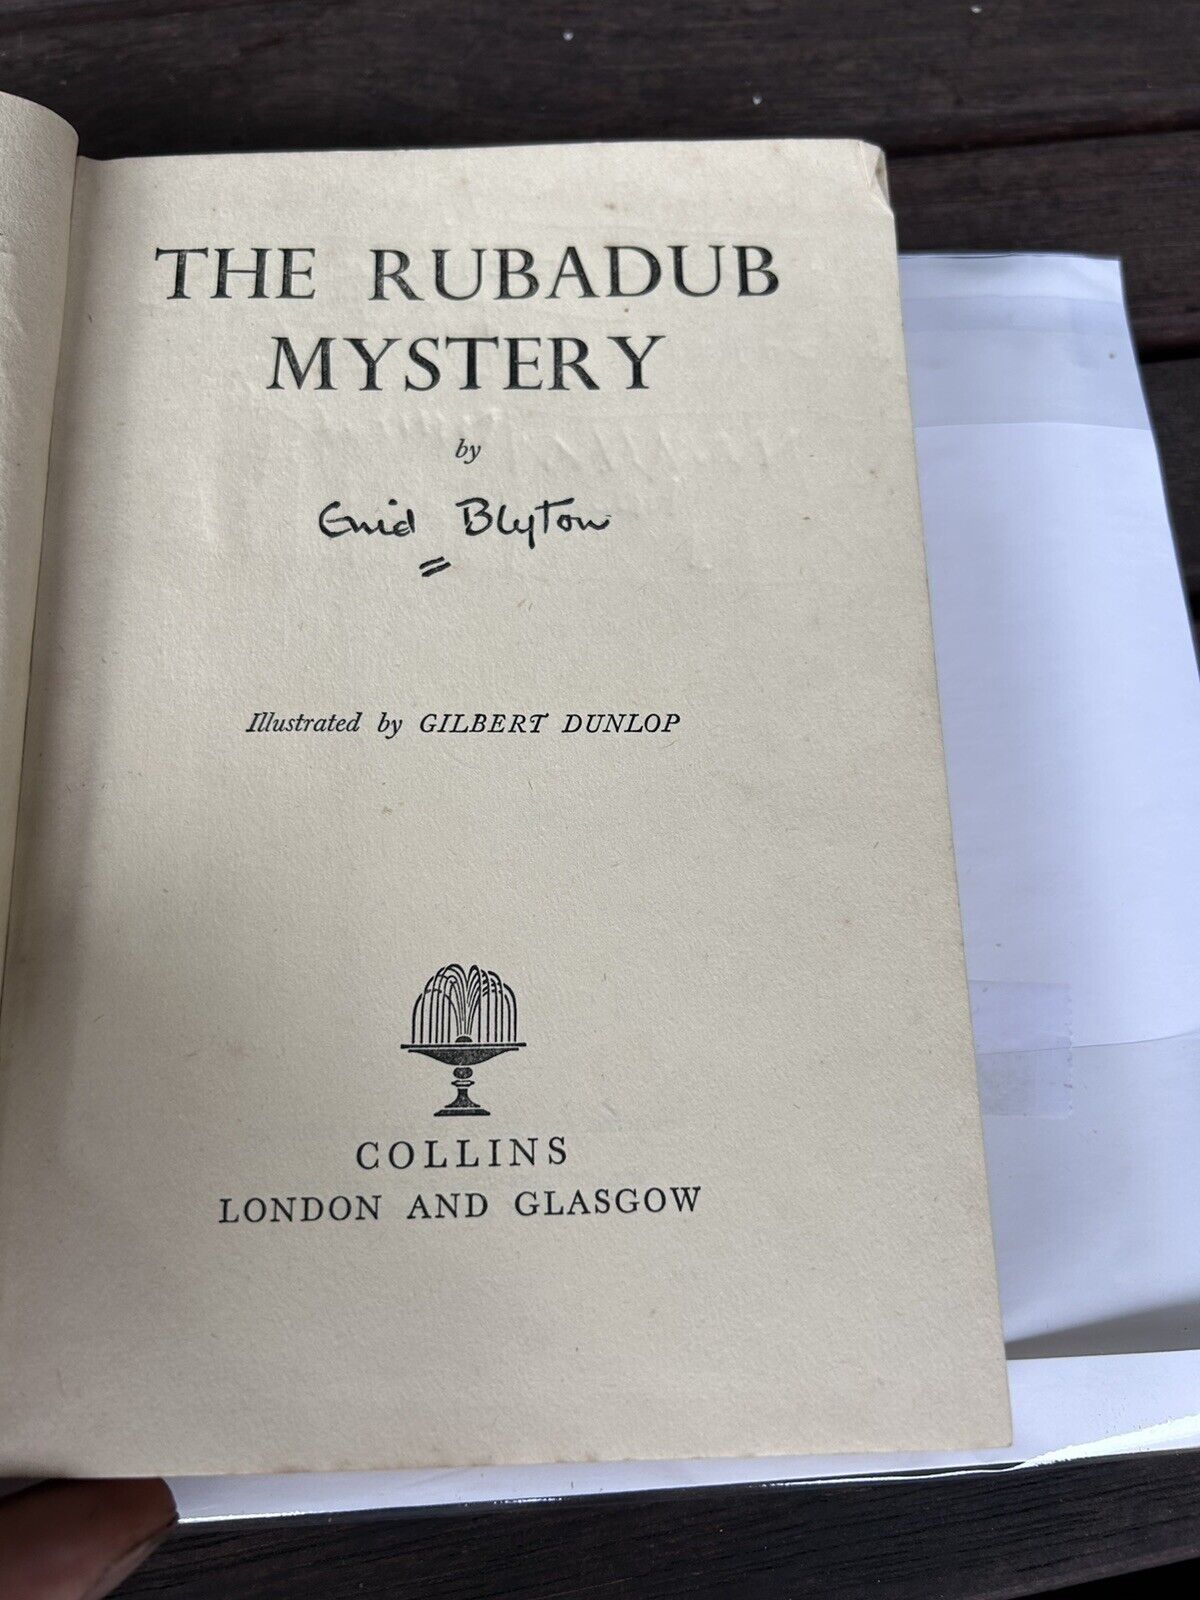 THE RUBADUB
MYSTERY
by
Enid Blyton
Illustrated by GILBERT DUNLOP
COLLINS
LONDON AND GLASGOW